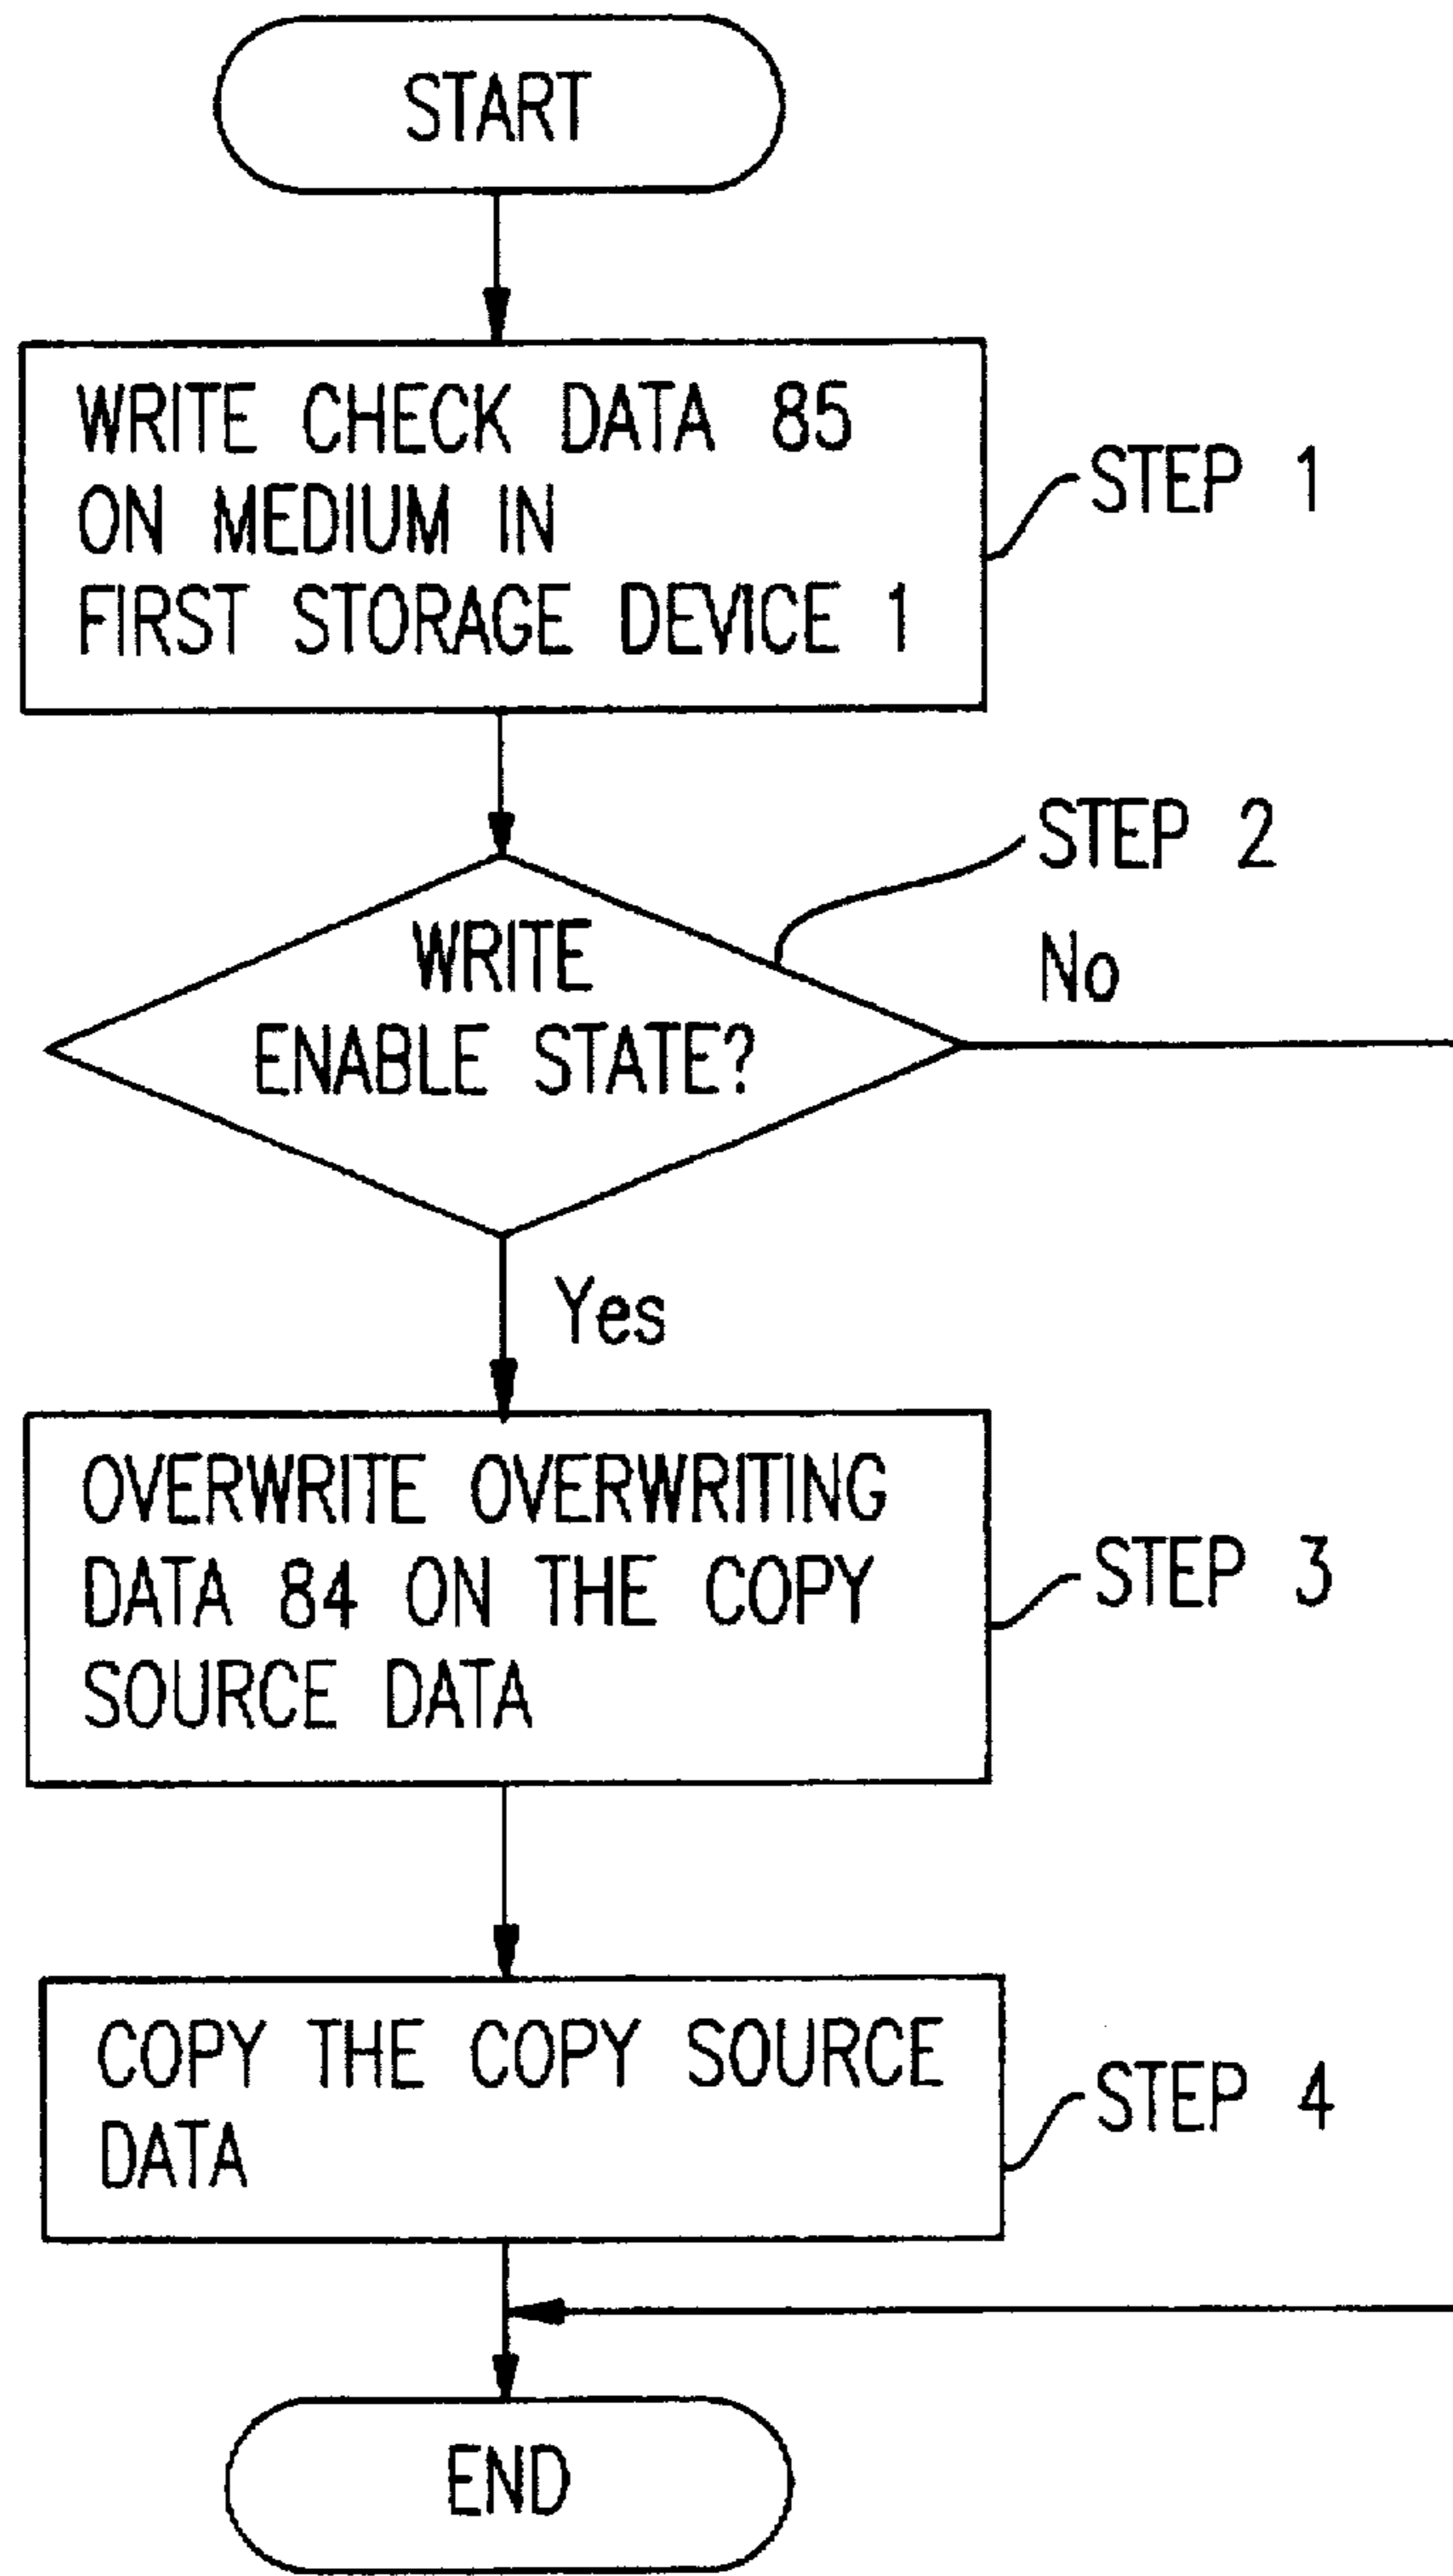 START
WRITE CHECK DATA 85
ON MEDIUM IN
FIRST STORAGE DEVICE 1
STEP 1
STEP 2
WRITE
ENABLE STATE?
No
Yes
OVERWRITE OVERWRITING
DATA 84 ON THE COPY
SOURCE DATA
STEP 3
COPY THE COPY SOURCE
DATA
STEP 4
END